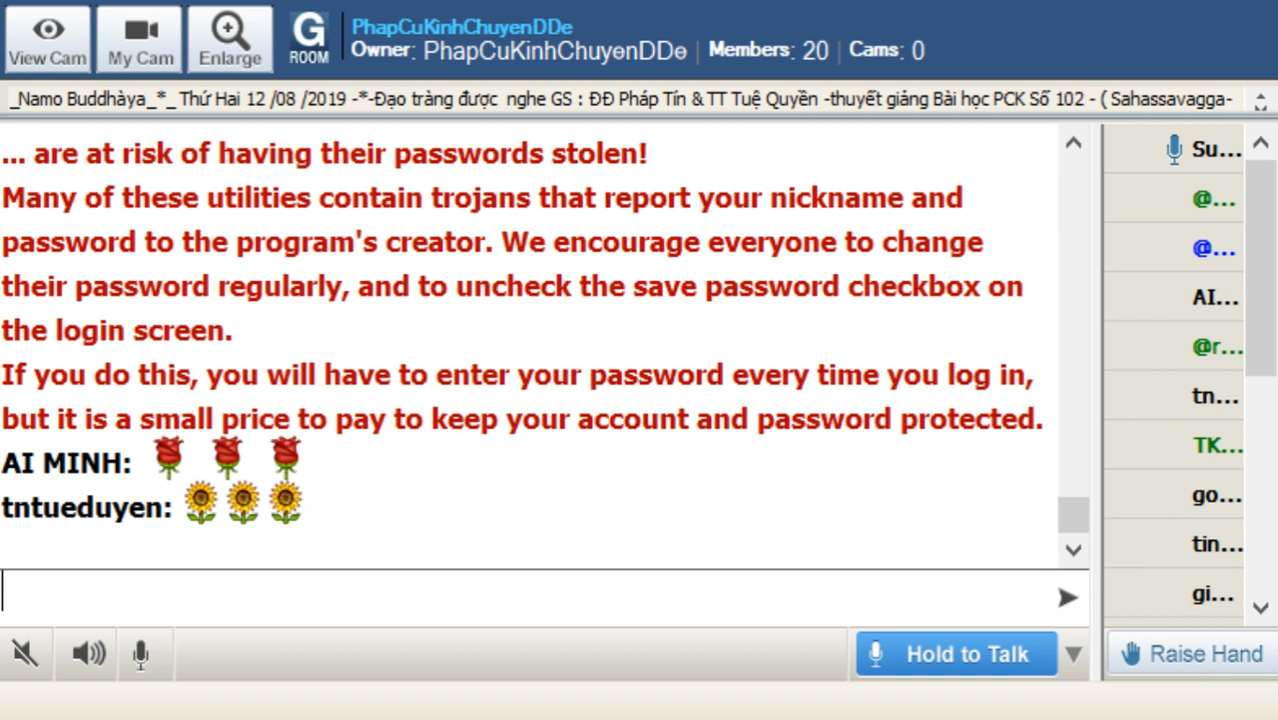 View Cam
My Cam
Enlarge
G ROOM
PhapCuKinhChuyenDDe
Owner: PhapCuKinhChuyenDDe | Members: 20 | Cams: 0
_Namo Buddhàya_*_ Thứ Hai 12 /08 /2019 -*-Đạo tràng được nghe GS : ĐĐ Pháp Tín & TT Tuệ Quyền -thuyết giảng Bài học PCK Số 102 - ( Sahassavagga-
... are at risk of having their passwords stolen!
Many of these utilities contain trojans that report your nickname and
password to the program's creator. We encourage everyone to change
their password regularly, and to uncheck the save password checkbox on
the login screen.
If you do this, you will have to enter your password every time you log in,
but it is a small price to pay to keep your account and password protected.
AI MINH:
tntueduyen:
Su...
@...
@...
AI...
@r...
tn...
TK...
go...
tin...
gi...
Hold to Talk
Raise Hand